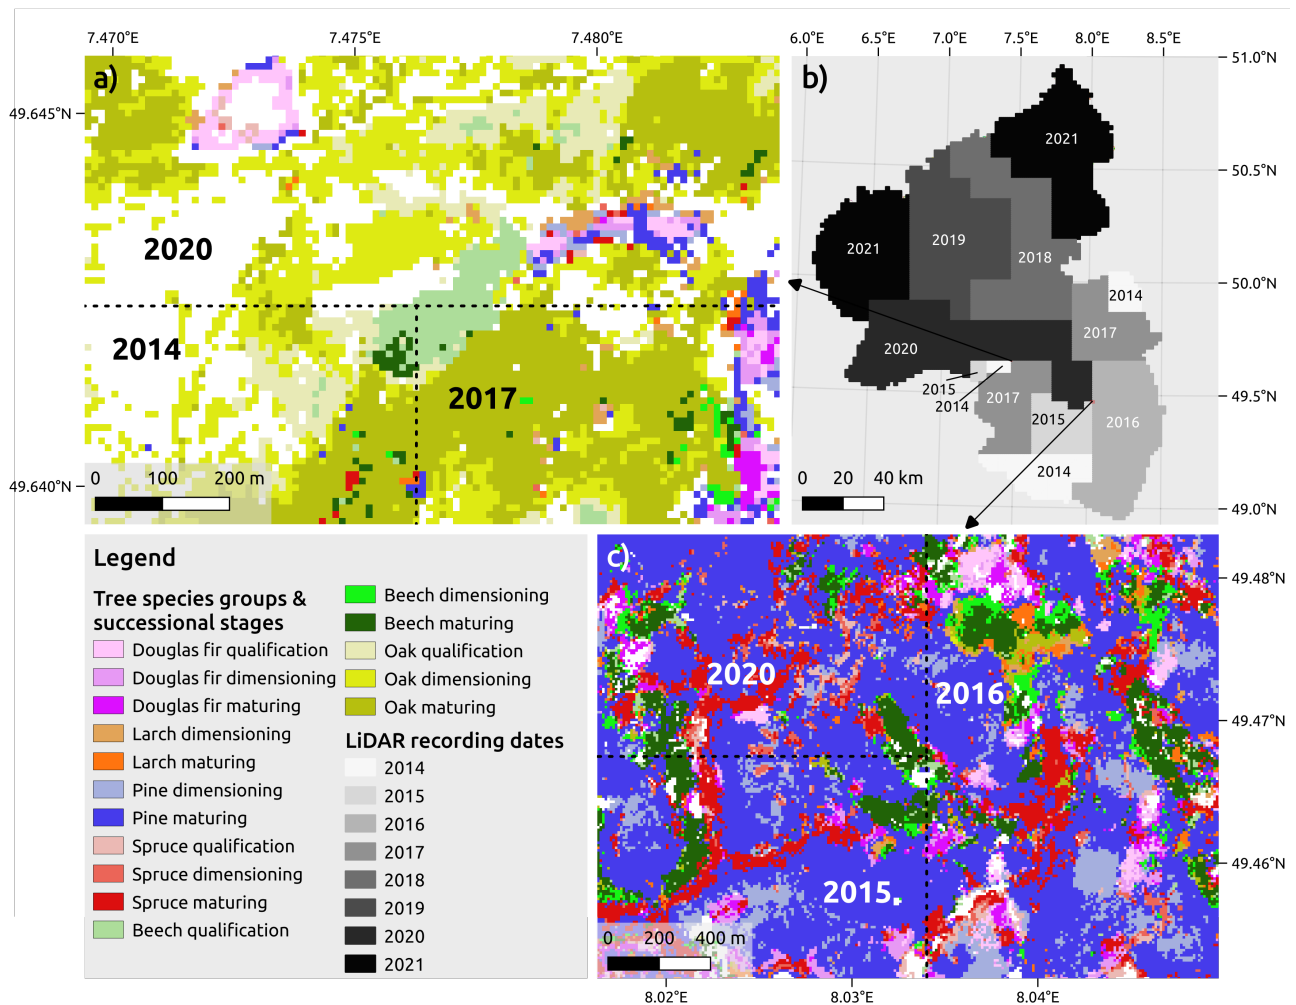 7.470°E 7.475°E 7.480°E
6.0°E 6.5°E 7.0°E 7.5°E 8.0°E 8.5°E
a)
49.645°N
49.640°N
2020
2014
2017
0 100 200 m
b)
51.0°N
50.5°N
50.0°N
49.5°N
49.0°N
2021
2021
2019
2018
2014
2017
2020
2015
2014
2017
2015
2016
2014
0 20 40 km
Legend
Tree species groups &
successional stages
Douglas fir qualification
Douglas fir dimensioning
Douglas fir maturing
Larch dimensioning
Larch maturing
Pine dimensioning
Pine maturing
Spruce qualification
Spruce dimensioning
Spruce maturing
Beech qualification
Beech dimensioning
Beech maturing
Oak qualification
Oak dimensioning
Oak maturing
LiDAR recording dates
2014
2015
2016
2017
2018
2019
2020
2021
c)
2020
2016
2015
0 200 400 m
49.48°N
49.47°N
49.46°N
8.02°E 8.03°E 8.04°E